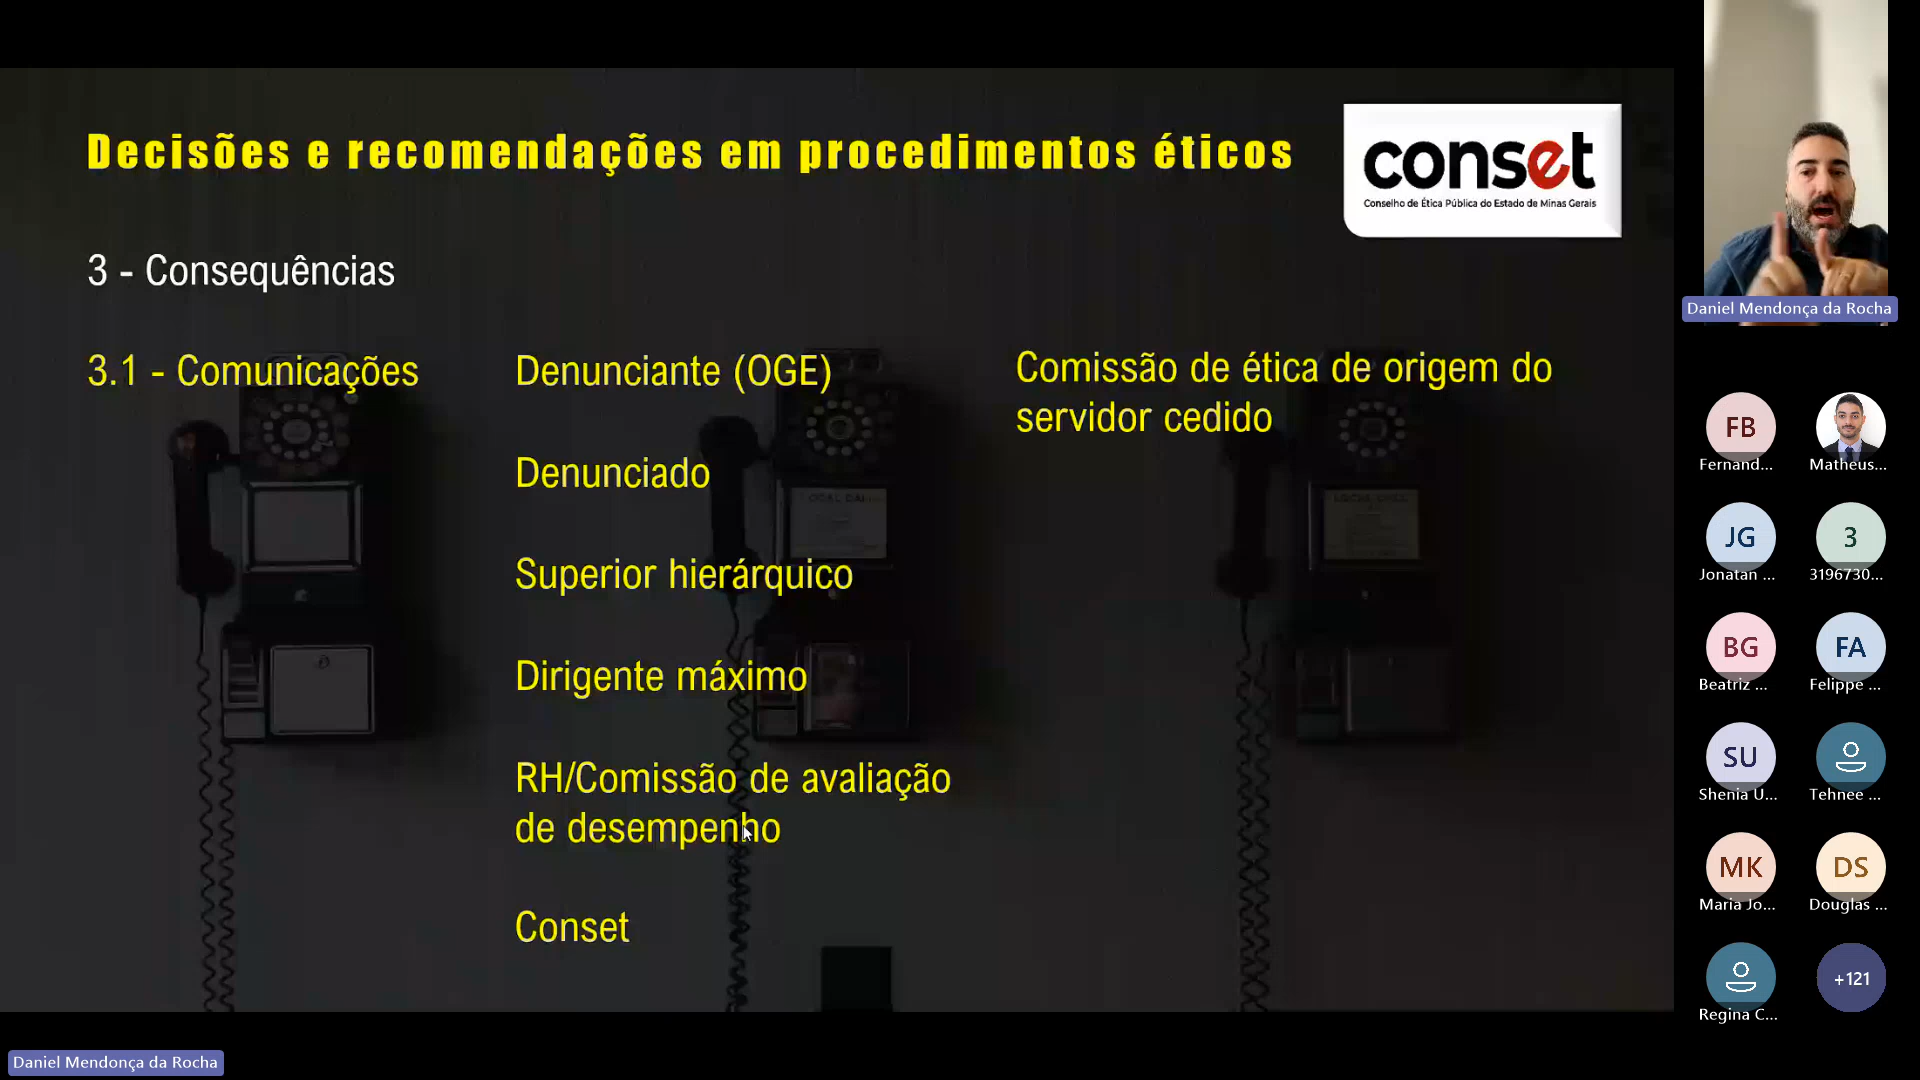 Decisões e recomendações em procedimentos éticos
conset
Conselho de Ética Pública do Estado de Minas Gerais
3 - Consequências
3.1 - Comunicações
Denunciante (OGE)
Denunciado
Superior hierárquico
Dirigente máximo
RH/Comissão de avaliação
de desempenho
Conset
Comissão de ética de origem do
servidor cedido
Daniel Mendonça da Rocha
FB
Fernand...
Matheus...
JG
Jonatan ...
3
3196730...
BG
Beatriz ...
FA
Felippe ...
SU
Shenia U...
Tehnee ...
MK
Maria Jo...
DS
Douglas ...
Regina C...
+121
Daniel Mendonça da Rocha